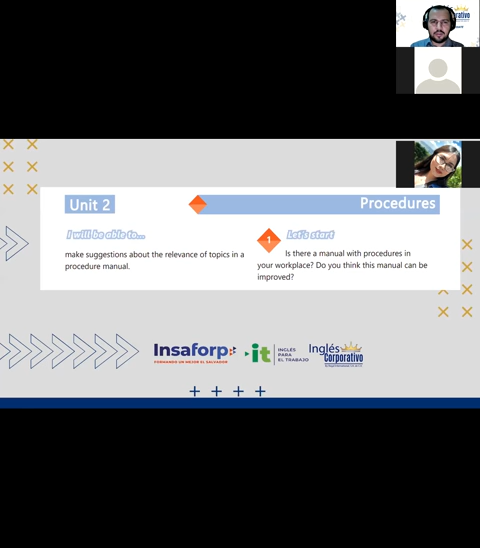 Unit 2
Procedures
I will be able to...
make suggestions about the relevance of topics in a
procedure manual.
1
Let's start
Is there a manual with procedures in
your workplace? Do you think this manual can be
improved?
Insaforp
FORMANDO UN MEJOR EL SALVADOR
it
INGLÉS
PARA
EL TRABAJO
Inglés
Corporativo